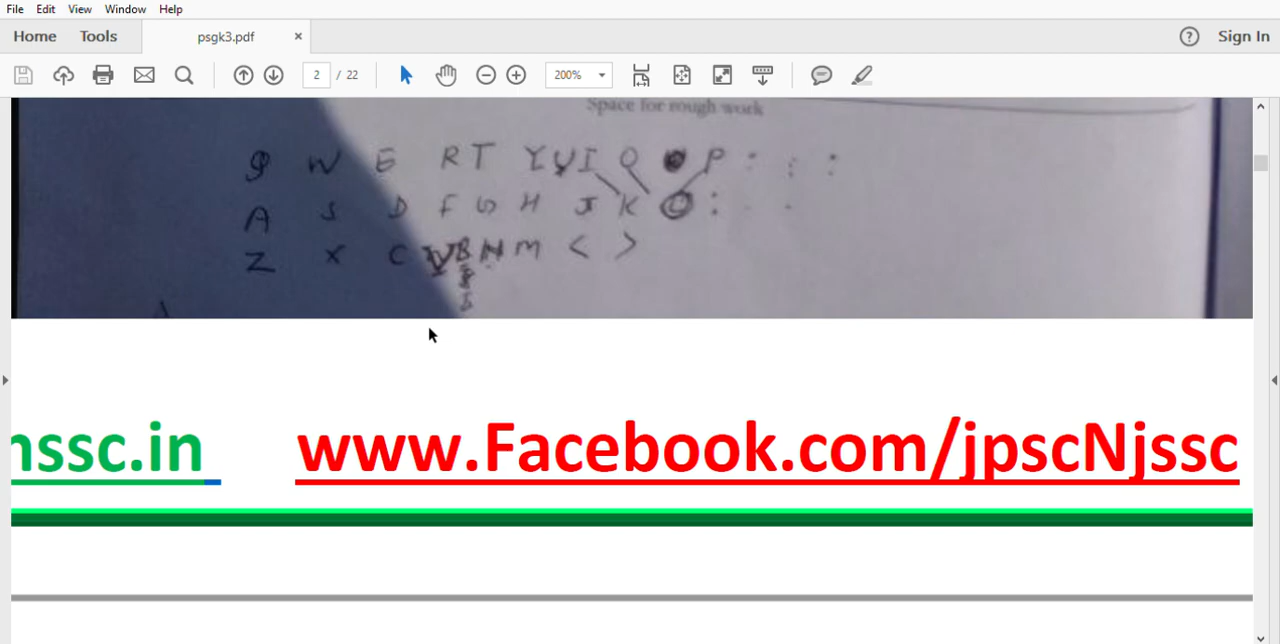 File Edit View Window Help
Home Tools psgk3.pdf × ? Sign In
2 / 22 200%
Space for rough work
W E R T Y U I O P : ; :
A S D F G H J K L :
Z X C V B N M < >
nssc.in www.Facebook.com/jpscNjssc